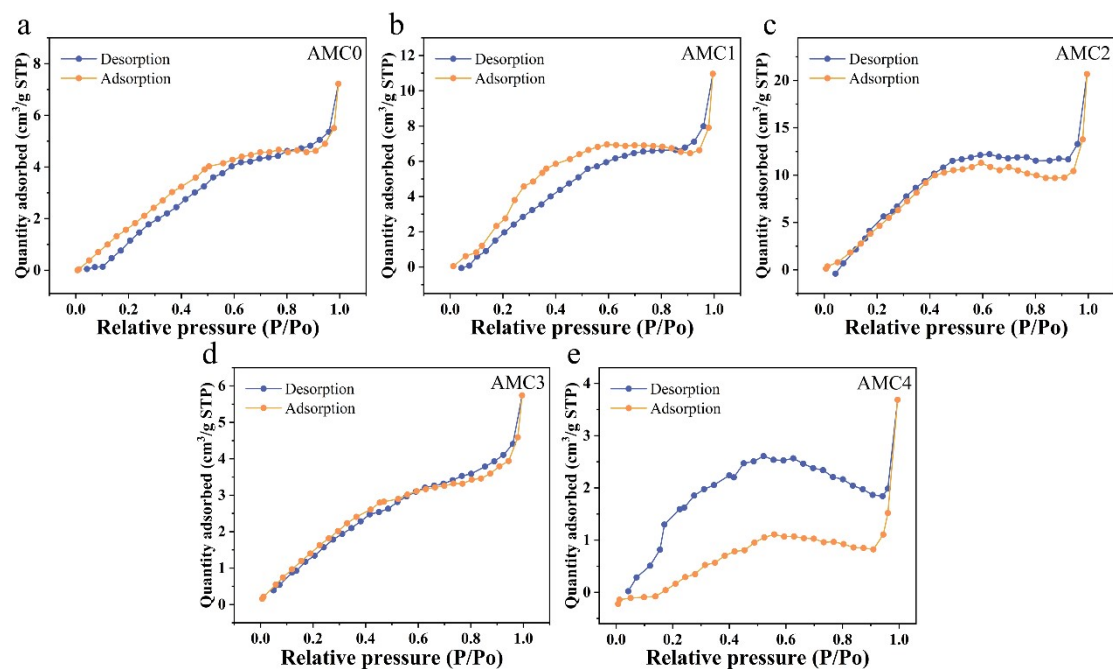 a
AMC0
Desorption
Adsorption
Quantity adsorbed (cm³/g STP)
8
6
4
2
0
0.0 0.2 0.4 0.6 0.8 1.0
Relative pressure (P/Po)
b
AMC1
Desorption
Adsorption
Quantity adsorbed (cm³/g STP)
12
10
8
6
4
2
0
0.0 0.2 0.4 0.6 0.8 1.0
Relative pressure (P/Po)
c
AMC2
Desorption
Adsorption
Quantity adsorbed (cm³/g STP)
20
15
10
5
0
0.0 0.2 0.4 0.6 0.8 1.0
Relative pressure (P/Po)
d
AMC3
Desorption
Adsorption
Quantity adsorbed (cm³/g STP)
6
5
4
3
2
1
0
0.0 0.2 0.4 0.6 0.8 1.0
Relative pressure (P/Po)
e
AMC4
Desorption
Adsorption
Quantity adsorbed (cm³/g STP)
4
3
2
1
0
0.0 0.2 0.4 0.6 0.8 1.0
Relative pressure (P/Po)